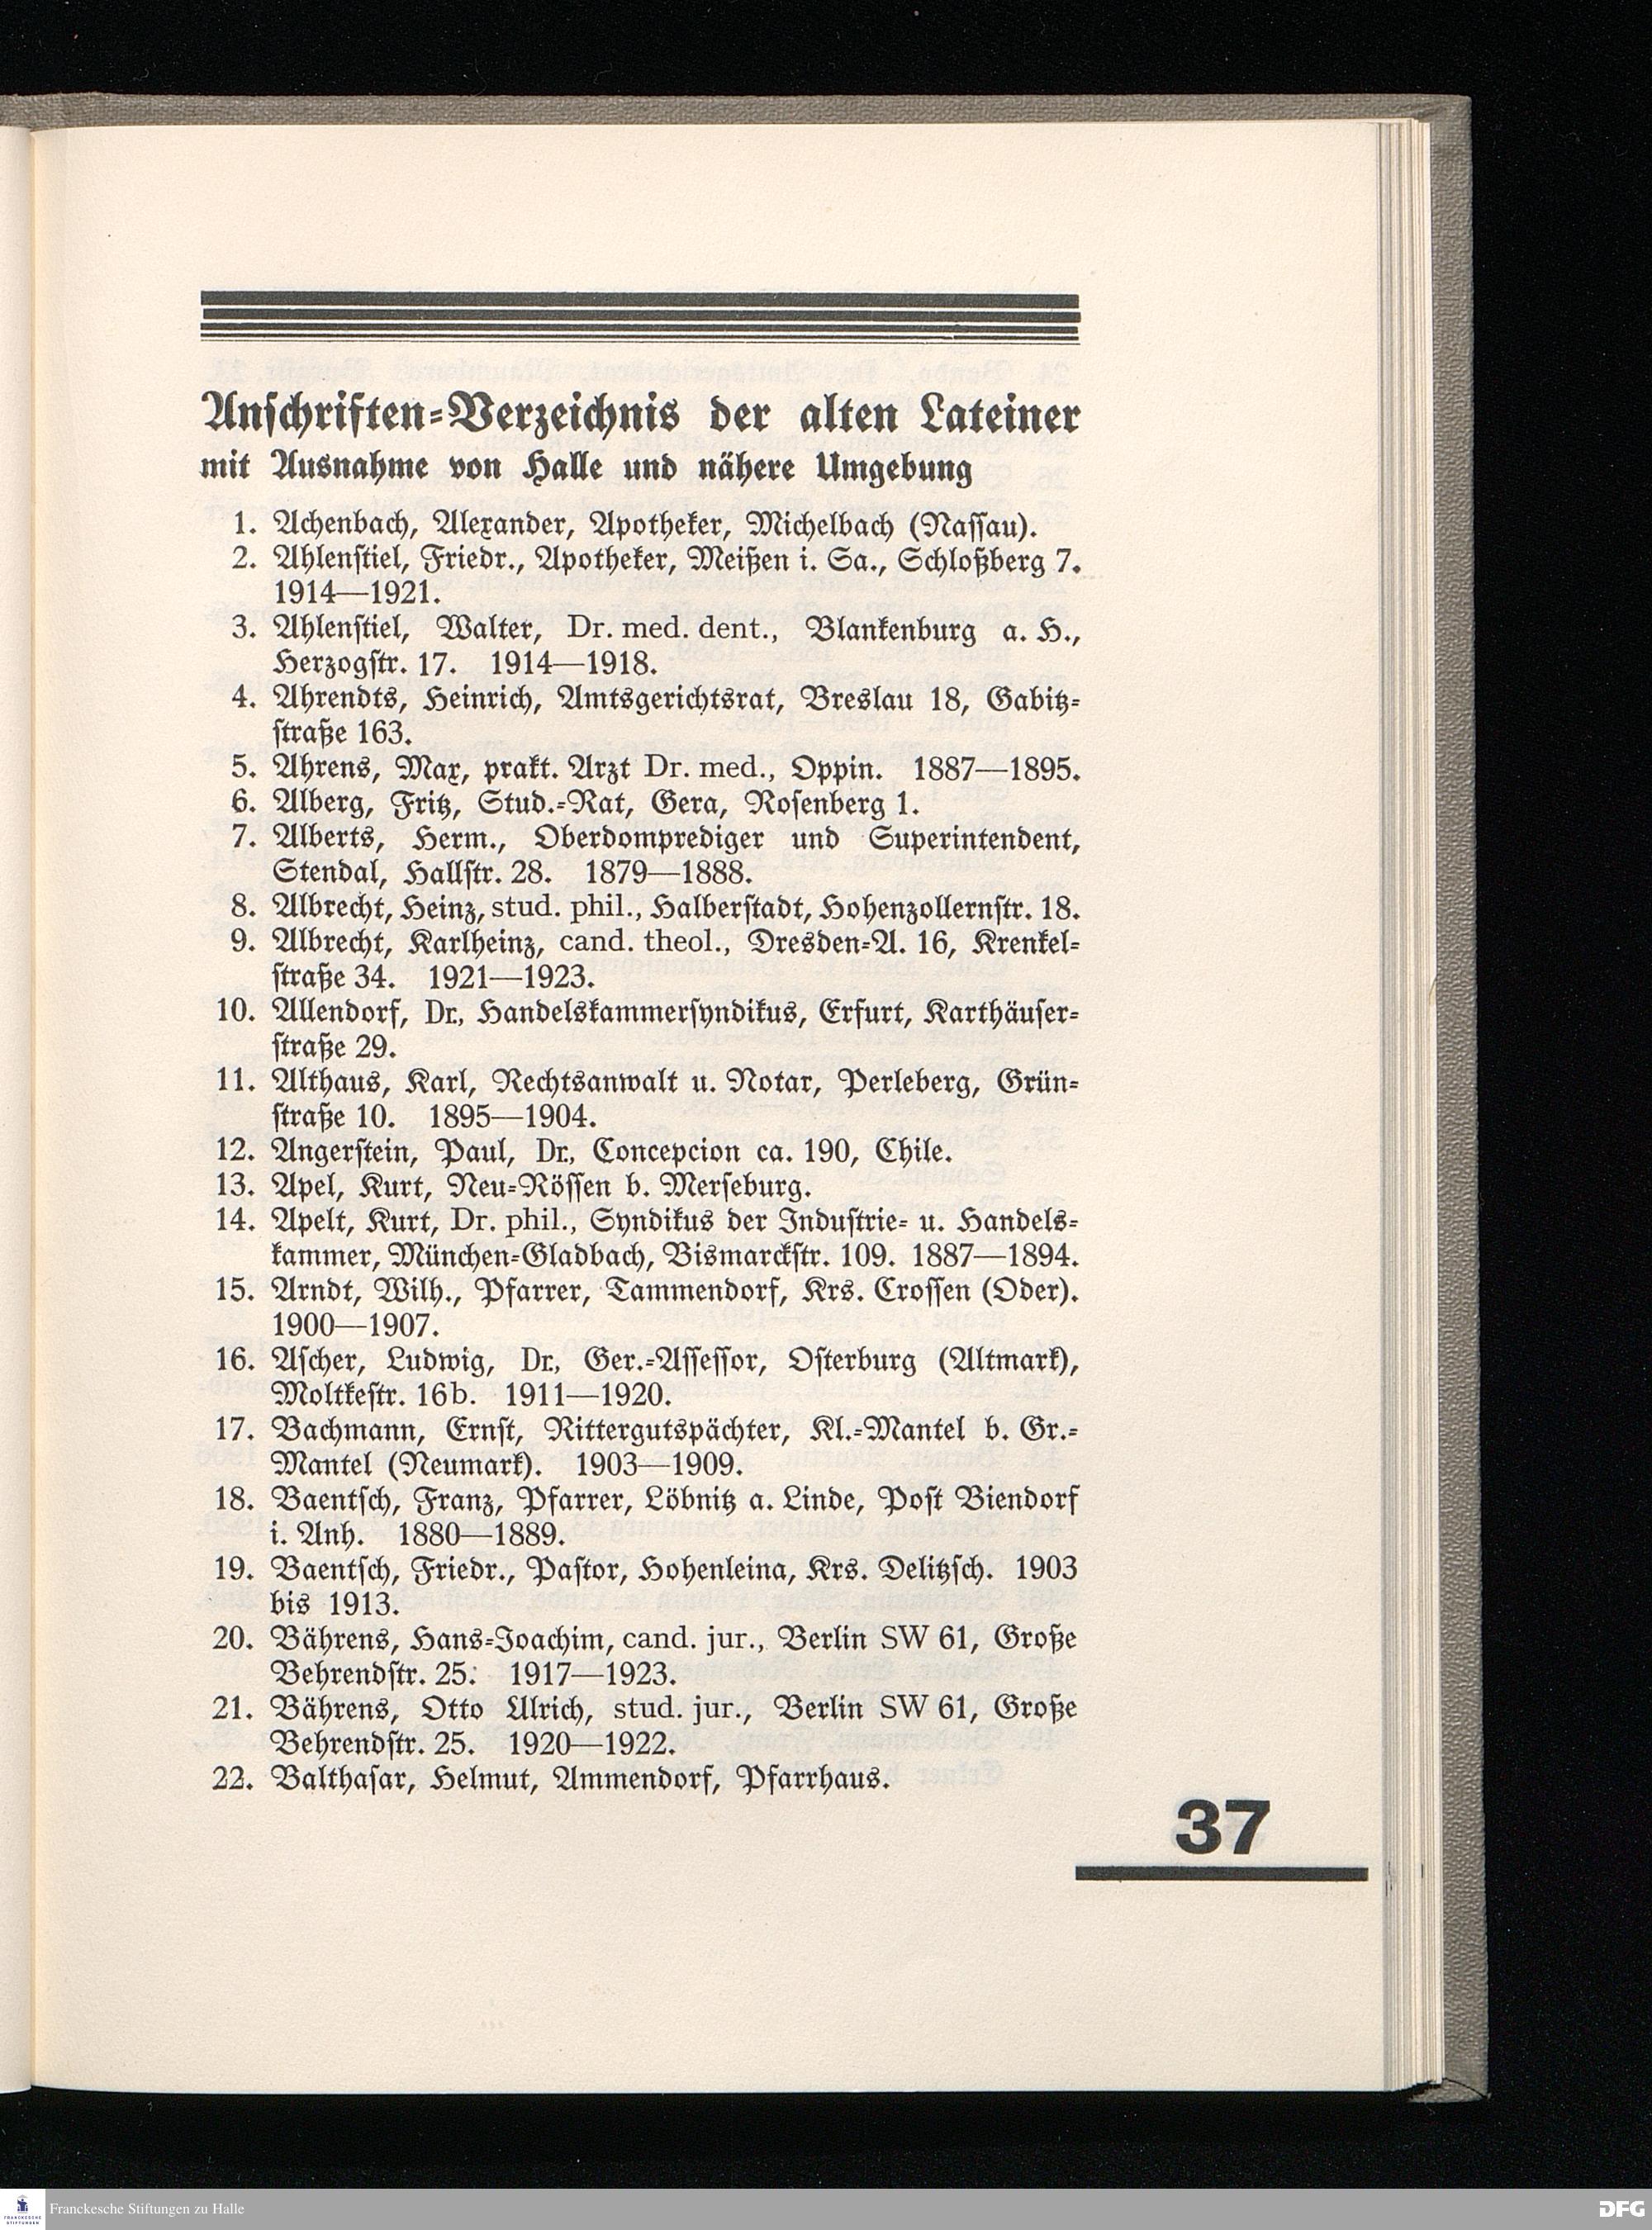 Anschriften-Verzeichnis der alten Lateiner
mit Ausnahme von Halle und nähere Umgebung
1. Achenbach, Alexander, Apotheker, Michelbach (Nassau).
2. Ahlenstiel, Friedr., Apotheker, Meißen i. Sa., Schloßberg 7.
1914—1921.
3. Ahlenstiel, Walter, Dr. med. dent., Blankenburg a. H.,
Herzogstr. 17. 1914—1918.
4. Ahrendts, Heinrich, Amtsgerichtsrat, Breslau 18, Gabitz-
straße 163.
5. Ahrens, Max, prakt. Arzt Dr. med., Oppin. 1887—1895.
6. Alberg, Fritz, Stud.-Rat, Gera, Rosenberg 1.
7. Alberts, Herm., Oberdomprediger und Superintendent,
Stendal, Hallstr. 28. 1879—1888.
8. Albrecht, Heinz, stud. phil., Halberstadt, Hohenzollernstr. 18.
9. Albrecht, Karlheinz, cand. theol., Dresden-A. 16, Krenkel-
straße 34. 1921—1923.
10. Allendorf, Dr., Handelskammersyndikus, Erfurt, Karthäuser-
straße 29.
11. Althaus, Karl, Rechtsanwalt u. Notar, Perleberg, Grün-
straße 10. 1895—1904.
12. Angerstein, Paul, Dr., Concepcion ca. 190, Chile.
13. Apel, Kurt, Neu-Rössen b. Merseburg.
14. Apelt, Kurt, Dr. phil., Syndikus der Industrie- u. Handels-
kammer, München-Gladbach, Bismarckstr. 109. 1887—1894.
15. Arndt, Wilh., Pfarrer, Tammendorf, Krs. Crossen (Oder).
1900—1907.
16. Ascher, Ludwig, Dr., Ger.-Assessor, Osterburg (Altmark),
Moltkestr. 16b. 1911—1920.
17. Bachmann, Ernst, Rittergutspächter, Kl.-Mantel b. Gr.-
Mantel (Neumark). 1903—1909.
18. Baentsch, Franz, Pfarrer, Löbnitz a. Linde, Post Biendorf
i. Anh. 1880—1889.
19. Baentsch, Friedr., Pastor, Hohenleina, Krs. Delitzsch. 1903
bis 1913.
20. Bährens, Hans-Joachim, cand. jur., Berlin SW 61, Große
Behrendstr. 25. 1917—1923.
21. Bährens, Otto Ulrich, stud. jur., Berlin SW 61, Große
Behrendstr. 25. 1920—1922.
22. Balthasar, Helmut, Ammendorf, Pfarrhaus.
37
FRANCKESCHE
STIFTUNGEN
Franckesche Stiftungen zu Halle
DFG